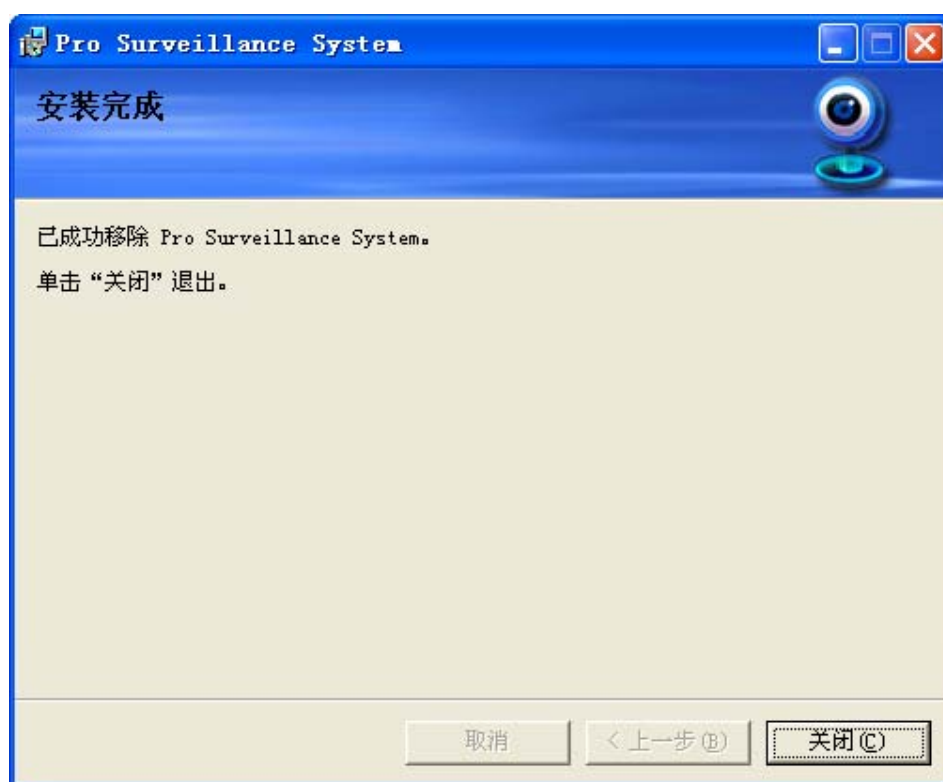 Pro Surveillance System
安装完成
已成功移除 Pro Surveillance System。
单击“关闭”退出。
取消
< 上一步(B)
关闭(C)